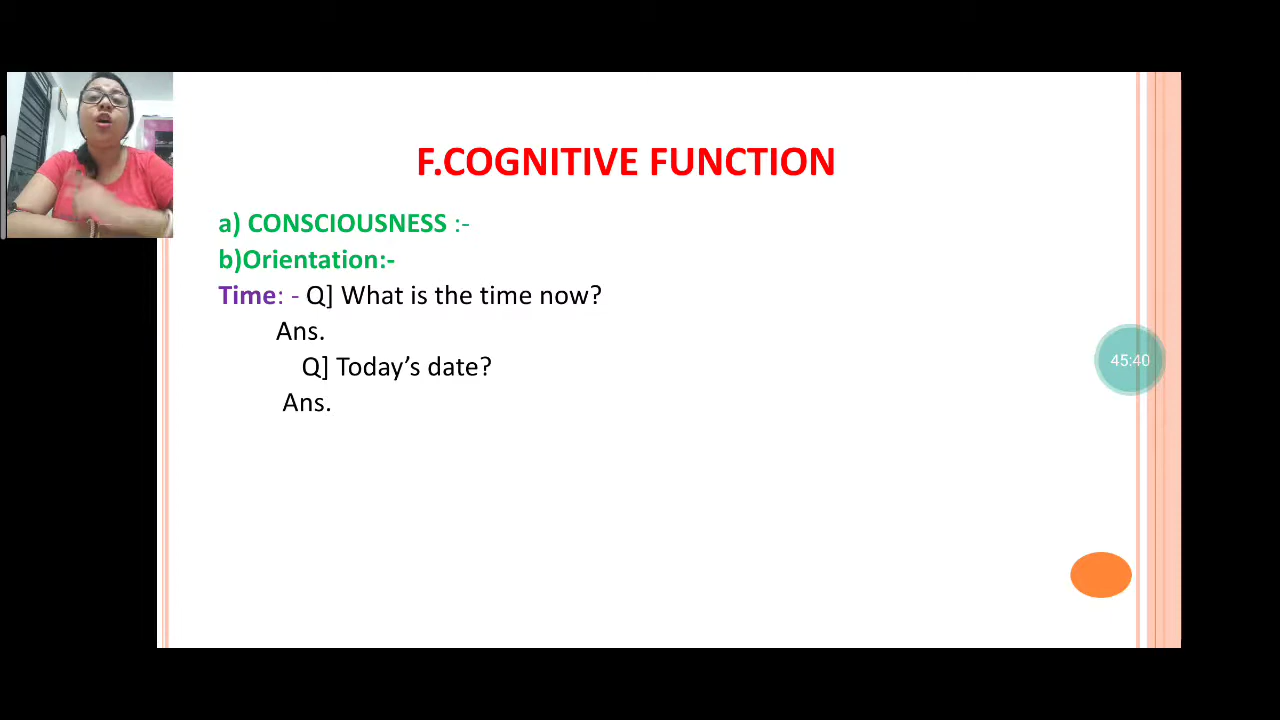 F.COGNITIVE FUNCTION
a) CONSCIOUSNESS :-
b)Orientation:-
Time: - Q] What is the time now?
Ans.
Q] Today’s date?
Ans.
45:40